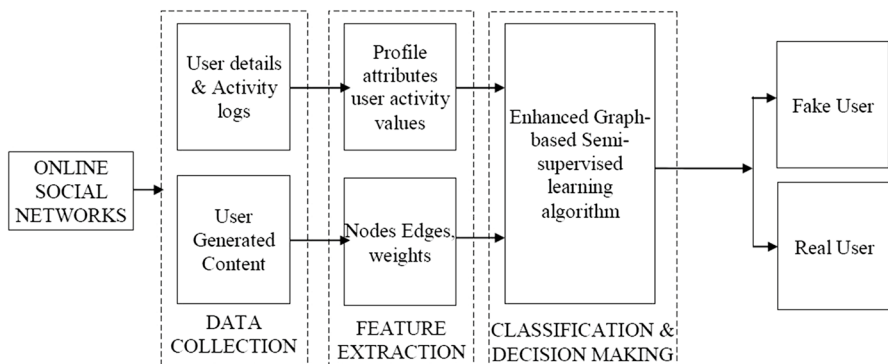 ONLINE
SOCIAL
NETWORKS
User details
& Activity
logs
User
Generated
Content
DATA
COLLECTION
Profile
attributes
user activity
values
Nodes Edges,
weights
FEATURE
EXTRACTION
Enhanced Graph-
based Semi-
supervised
learning
algorithm
CLASSIFICATION &
DECISION MAKING
Fake User
Real User